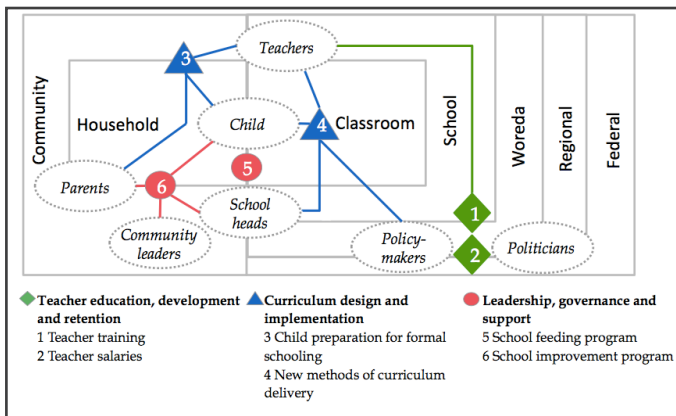 Teachers
3
Community
Household
Child
4
Classroom
School
Woreda
Regional
Federal
5
Parents
6
School
heads
1
Community
leaders
Policy-
makers
2
Politicians
Teacher education, development
and retention
1 Teacher training
2 Teacher salaries
Curriculum design and
implementation
3 Child preparation for formal
schooling
4 New methods of curriculum
delivery
Leadership, governance and
support
5 School feeding program
6 School improvement program